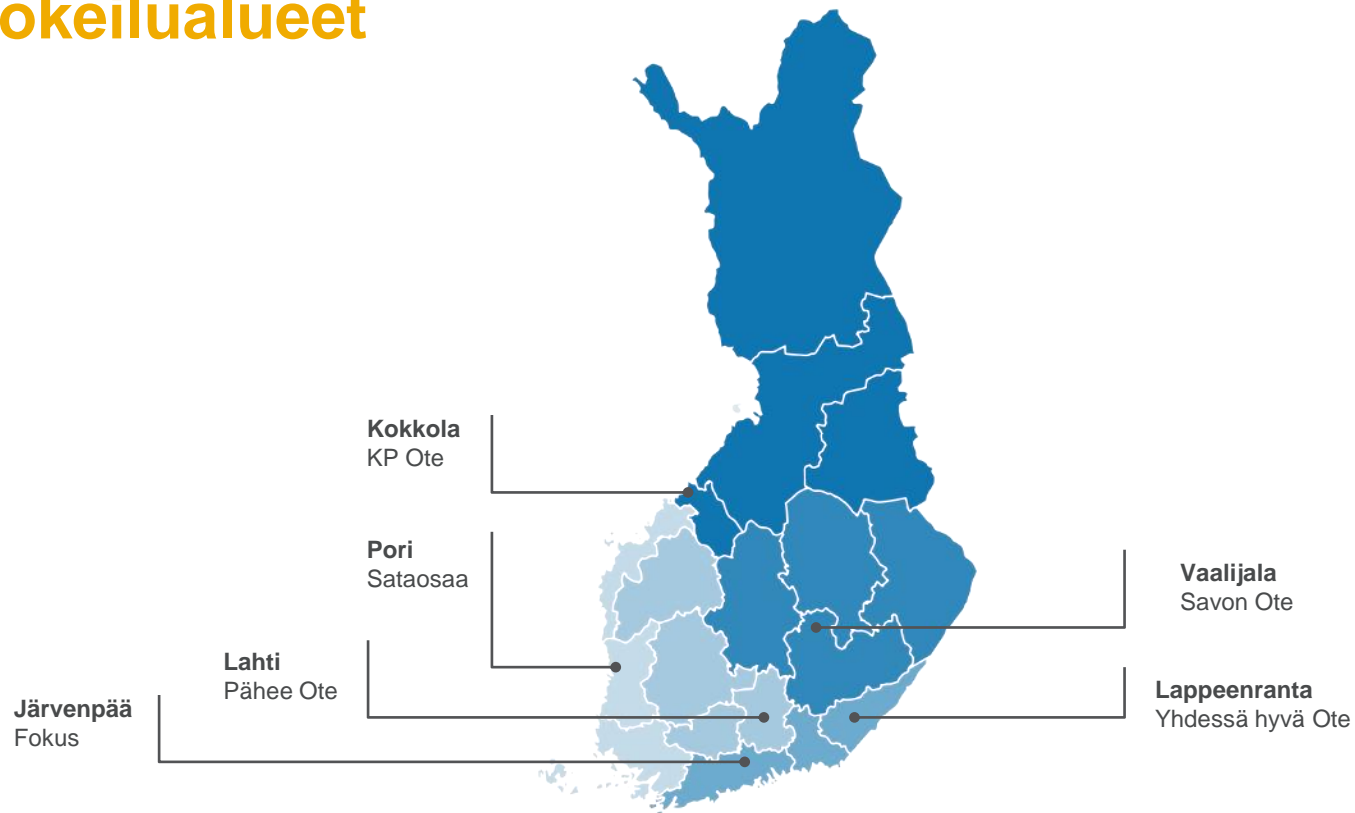 okeilualueet
Kokkola
KP Ote
Pori
Sataosaa
Lahti
Pähee Ote
Järvenpää
Fokus
Vaalijala
Savon Ote
Lappeenranta
Yhdessä hyvä Ote